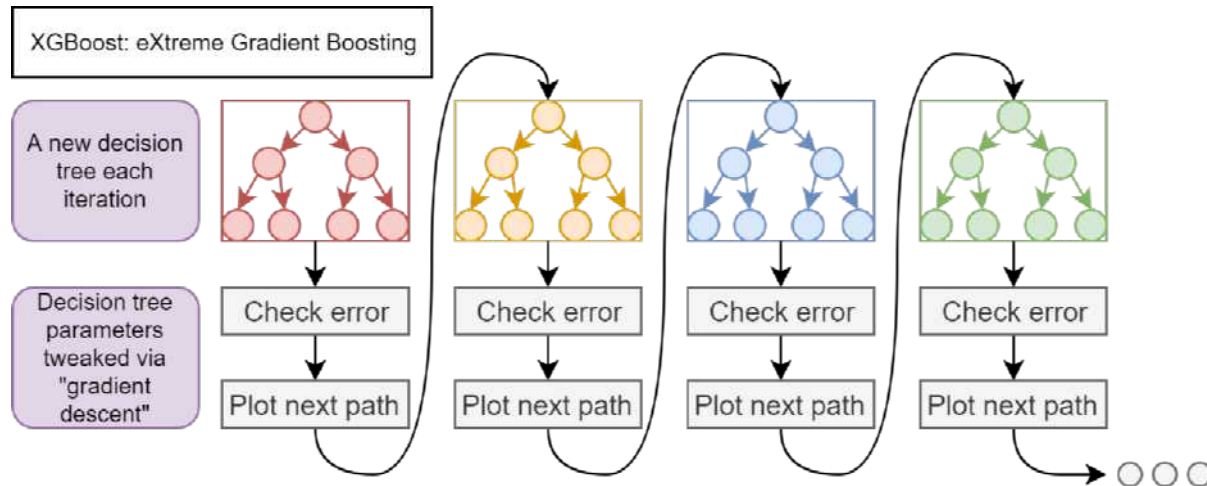 XGBoost: eXtreme Gradient Boosting
A new decision
tree each
iteration
Check error
Check error
Check error
Check error
Decision tree
parameters
tweaked via
"gradient
descent"
Plot next path
Plot next path
Plot next path
Plot next path